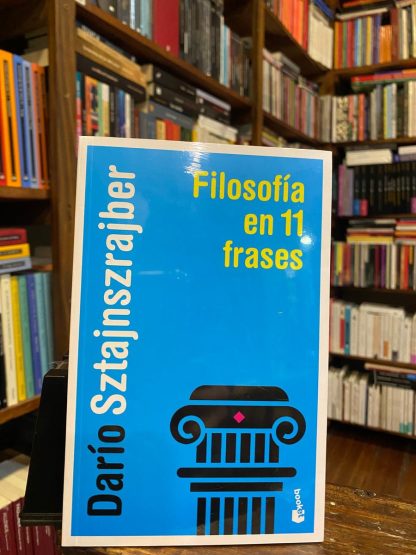 Darío Sztajnszrajber
Filosofía
en 11
frases
booket